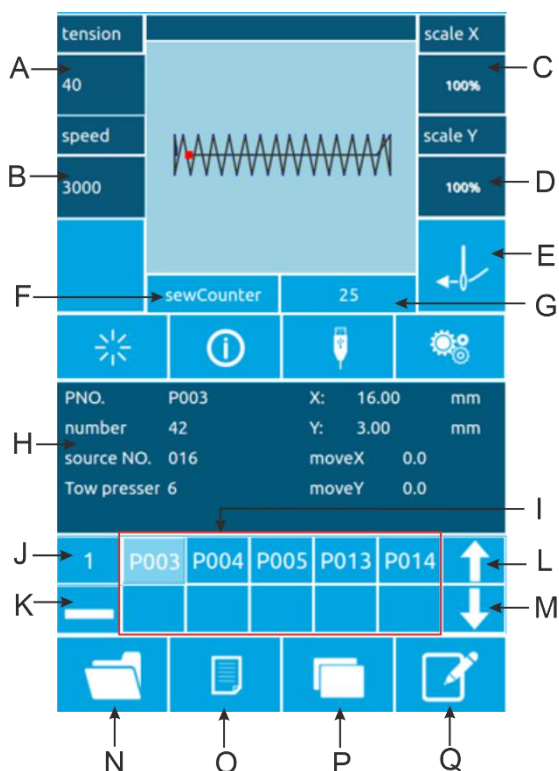 tension
scale X
A
40
100%
C
speed
scale Y
B
3000
100%
D
E
F
sewCounter
25
G
PNO. P003 X: 16.00 mm
number 42 Y: 3.00 mm
H
source NO. 016 moveX 0.0
Tow presser 6 moveY 0.0
I
J
1 P003 P004 P005 P013 P014
L
K
M
N O P Q